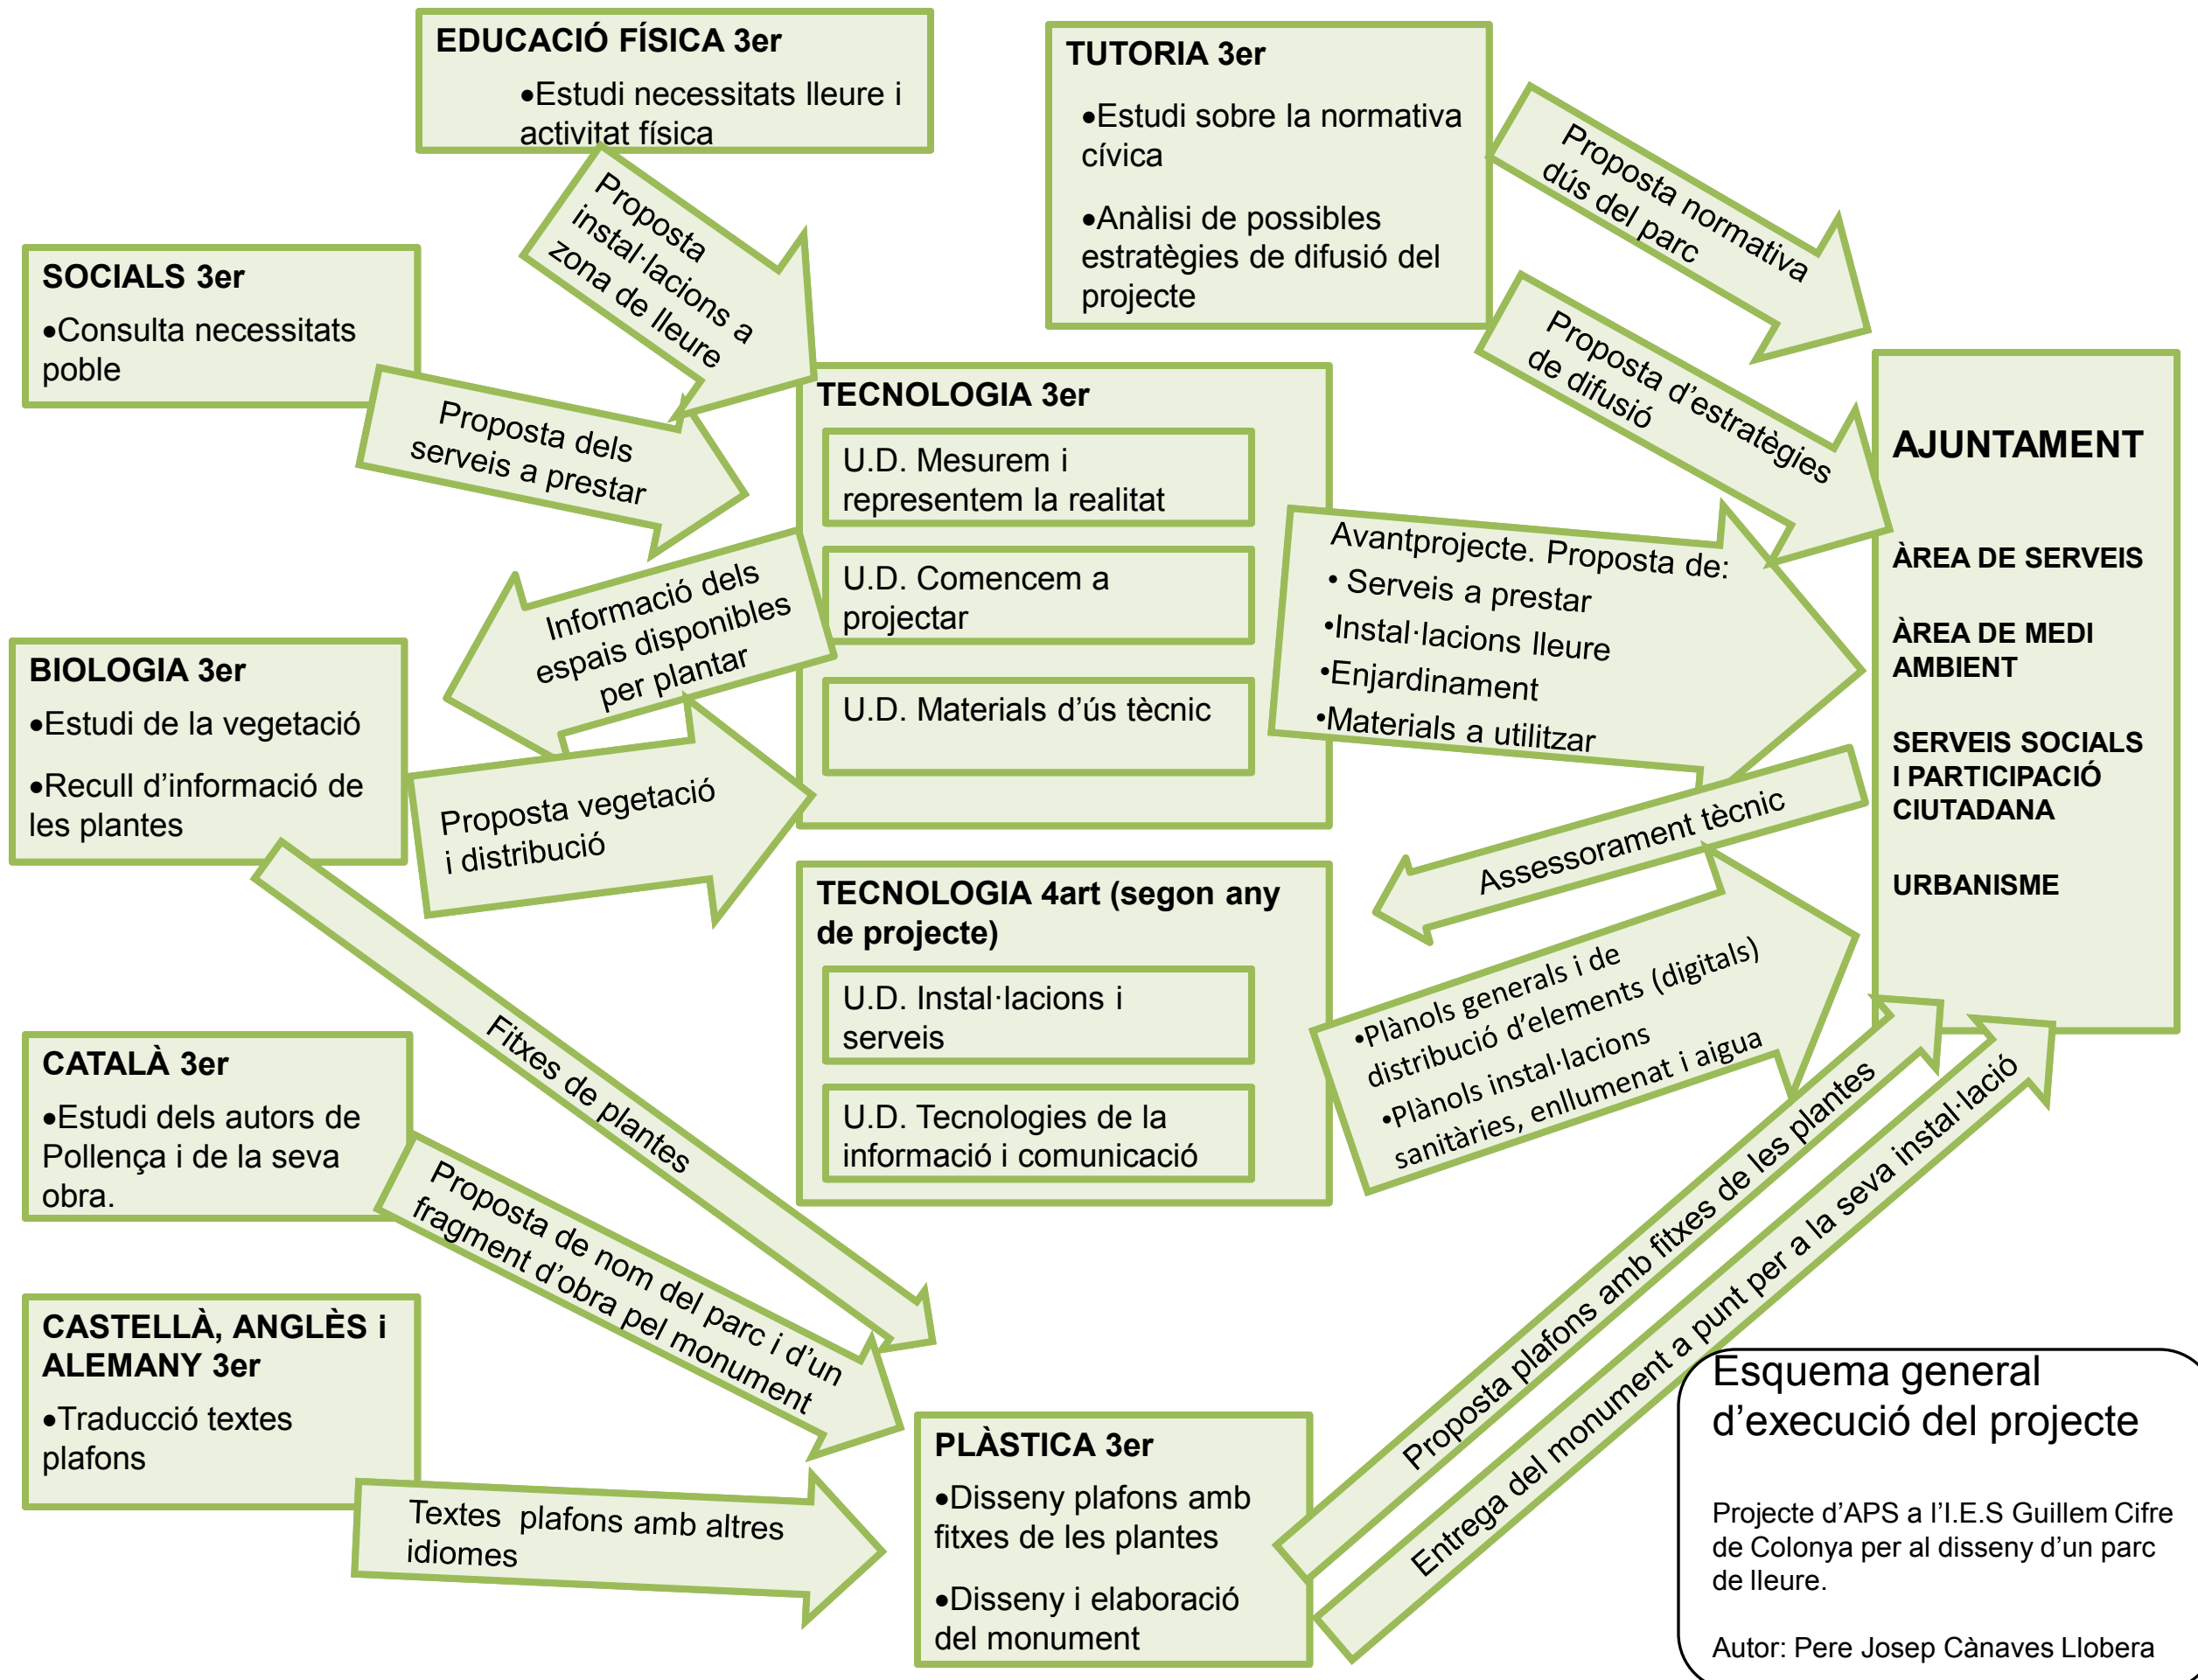 EDUCACIÓ FÍSICA 3er
•Estudi necessitats lleure i
activitat física
TUTORIA 3er
•Estudi sobre la normativa
cívica
•Anàlisi de possibles
estratègies de difusió del
projecte
Proposta normativa
dús del parc
Proposta d’estratègies
de difusió
Proposta
instal·lacions a
zona de lleure
SOCIALS 3er
•Consulta necessitats
poble
Proposta dels
serveis a prestar
TECNOLOGIA 3er
U.D. Mesurem i
representem la realitat
U.D. Comencem a
projectar
U.D. Materials d’ús tècnic
Informació dels
espais disponibles
per plantar
Avantprojecte. Proposta de:
• Serveis a prestar
•Instal·lacions lleure
•Enjardinament
•Materials a utilitzar
AJUNTAMENT
ÀREA DE SERVEIS
ÀREA DE MEDI
AMBIENT
SERVEIS SOCIALS
I PARTICIPACIÓ
CIUTADANA
URBANISME
BIOLOGIA 3er
•Estudi de la vegetació
•Recull d’informació de
les plantes
Proposta vegetació
i distribució
Assessorament tècnic
TECNOLOGIA 4art (segon any
de projecte)
U.D. Instal·lacions i
serveis
U.D. Tecnologies de la
informació i comunicació
•Plànols generals i de
distribució d’elements (digitals)
•Plànols instal·lacions
sanitàries, enllumenat i aigua
Fitxes de plantes
CATALÀ 3er
•Estudi dels autors de
Pollença i de la seva
obra.
Proposta de nom del parc i d’un
fragment d’obra pel monument
CASTELLÀ, ANGLÈS i
ALEMANY 3er
•Traducció textes
plafons
Textes  plafons amb altres
idiomes
PLÀSTICA 3er
•Disseny plafons amb
fitxes de les plantes
•Disseny i elaboració
del monument
Proposta plafons amb fitxes de les plantes
Entrega del monument a punt per a la seva instal·lació
Esquema general
d’execució del projecte
Projecte d’APS a l’I.E.S Guillem Cifre
de Colonya per al disseny d’un parc
de lleure.
Autor: Pere Josep Cànaves Llobera